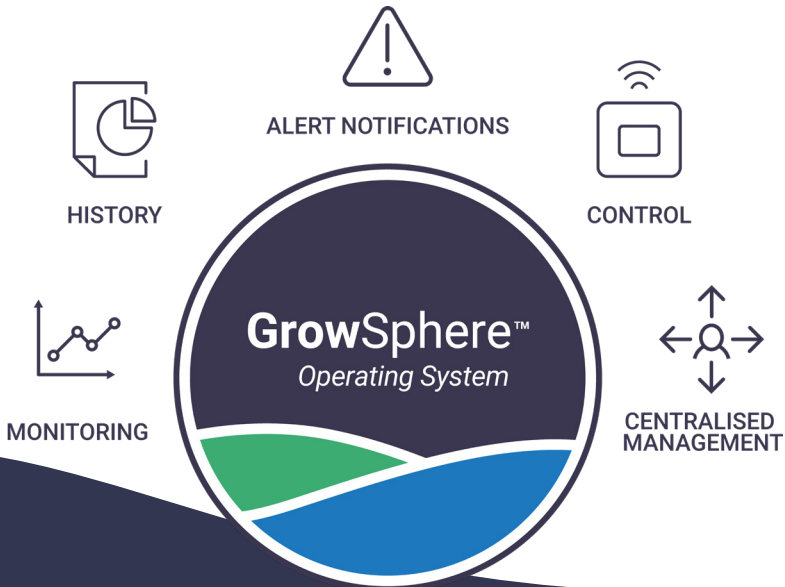 ALERT NOTIFICATIONS
HISTORY
CONTROL
GrowSphere™
Operating System
MONITORING
CENTRALISED
MANAGEMENT